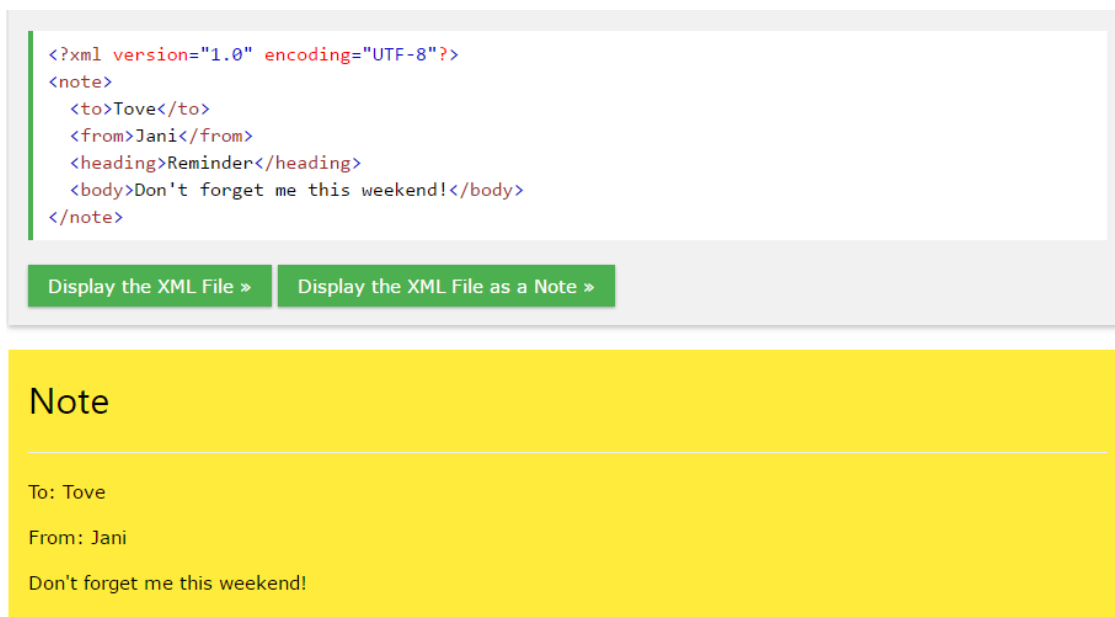 <?xml version="1.0" encoding="UTF-8"?>
<note>
  <to>Tove</to>
  <from>Jani</from>
  <heading>Reminder</heading>
  <body>Don't forget me this weekend!</body>
</note>
Display the XML File » Display the XML File as a Note »
Note
To: Tove
From: Jani
Don't forget me this weekend!